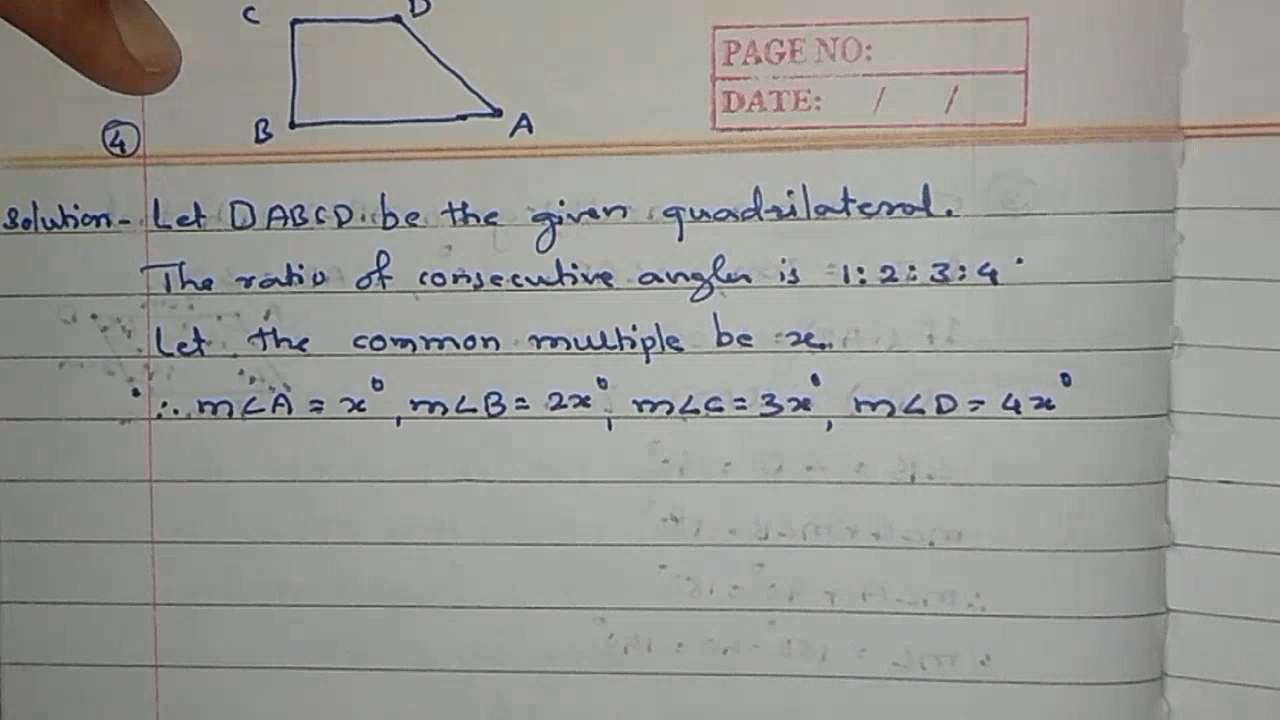 C D
PAGE NO:
DATE: / /
B A
④
Solution - Let □ABCD be the given quadrilateral.
The ratio of consecutive angles is 1:2:3:4
Let the common multiple be x.
∴ m∠A = x°, m∠B = 2x°, m∠C = 3x°, m∠D = 4x°